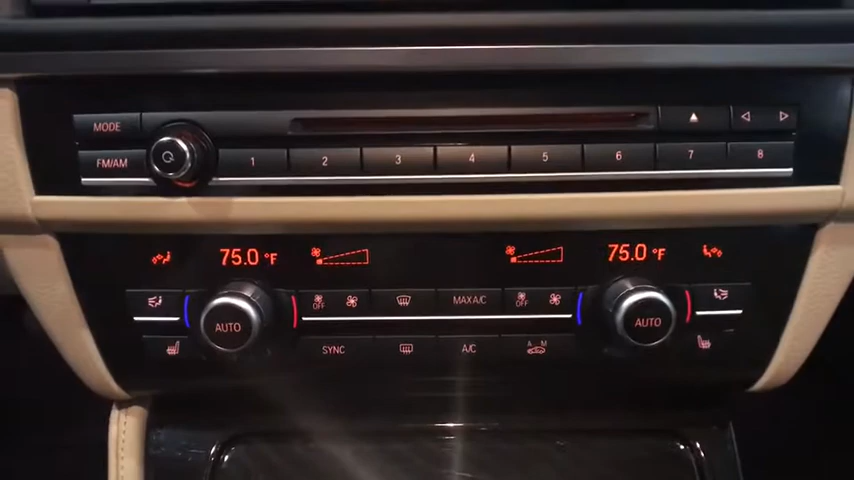 MODE
FM/AM 1 2 3 4 5 6 7 8
75.0 °F 75.0 °F
OFF MAX A/C OFF
AUTO AUTO
SYNC A/C A M